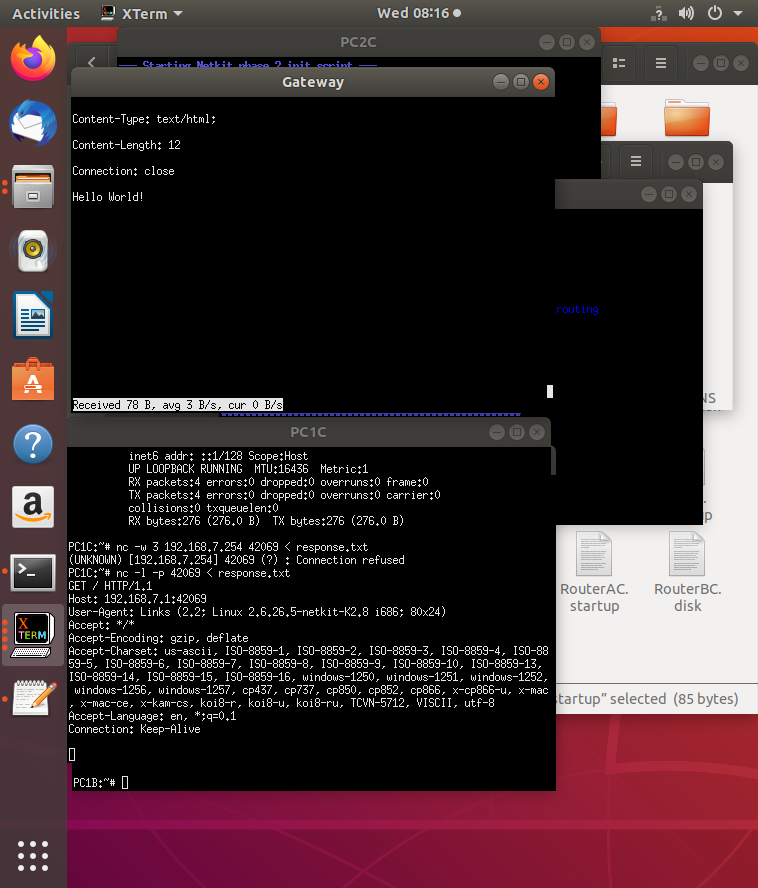 Activities XTerm Wed 08:16
PC2C
Starting Netkit phase 2 init script
Gateway
Content-Type: text/html;
Content-Length: 12
Connection: close
Hello World!
routing
Received 78 B, avg 3 B/s, cur 0 B/s
NS
PC1C
inet6 addr: ::1/128 Scope:Host
UP LOOPBACK RUNNING  MTU:16436  Metric:1
RX packets:4 errors:0 dropped:0 overruns:0 frame:0
TX packets:4 errors:0 dropped:0 overruns:0 carrier:0
collisions:0 txqueuelen:0
RX bytes:276 (276.0 B)  TX bytes:276 (276.0 B)
PC1C:~# nc -w 3 192.168.7.254 42069 < response.txt
(UNKNOWN) [192.168.7.254] 42069 (?) : Connection refused
PC1C:~# nc -l -p 42069 < response.txt
GET / HTTP/1.1
Host: 192.168.7.1:42069
User-Agent: Links (2.2; Linux 2.6.26.5-netkit-K2.8 i686; 80x24)
Accept: */*
Accept-Encoding: gzip, deflate
Accept-Charset: us-ascii, ISO-8859-1, ISO-8859-2, ISO-8859-3, ISO-8859-4, ISO-88
59-5, ISO-8859-6, ISO-8859-7, ISO-8859-8, ISO-8859-9, ISO-8859-10, ISO-8859-13,
ISO-8859-14, ISO-8859-15, ISO-8859-16, windows-1250, windows-1251, windows-1252,
windows-1256, windows-1257, cp437, cp737, cp850, cp852, cp866, x-cp866-u, x-mac
, x-mac-ce, x-kam-cs, koi8-r, koi8-u, koi8-ru, TCVN-5712, VISCII, utf-8
Accept-Language: en, *;q=0.1
Connection: Keep-Alive
PC1B:~#
RouterAC.
startup
RouterBC.
disk
startup” selected (85 bytes)
X
TERM